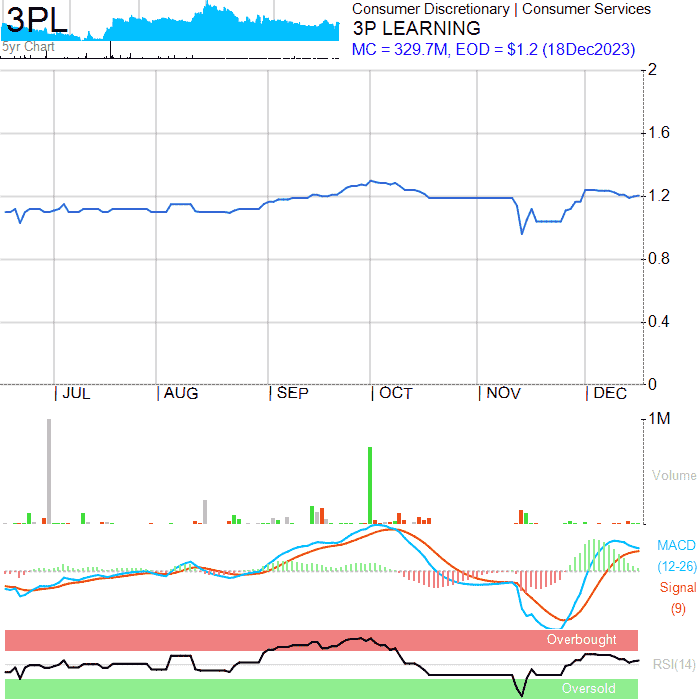 3PL
5yr Chart
Consumer Discretionary | Consumer Services
3P LEARNING
MC = 329.7M, EOD = $1.2 (18Dec2023)
2
1.6
1.2
0.8
0.4
0
JUL
AUG
SEP
OCT
NOV
DEC
1M
Volume
MACD
(12-26)
Signal
(9)
Overbought
RSI(14)
Oversold